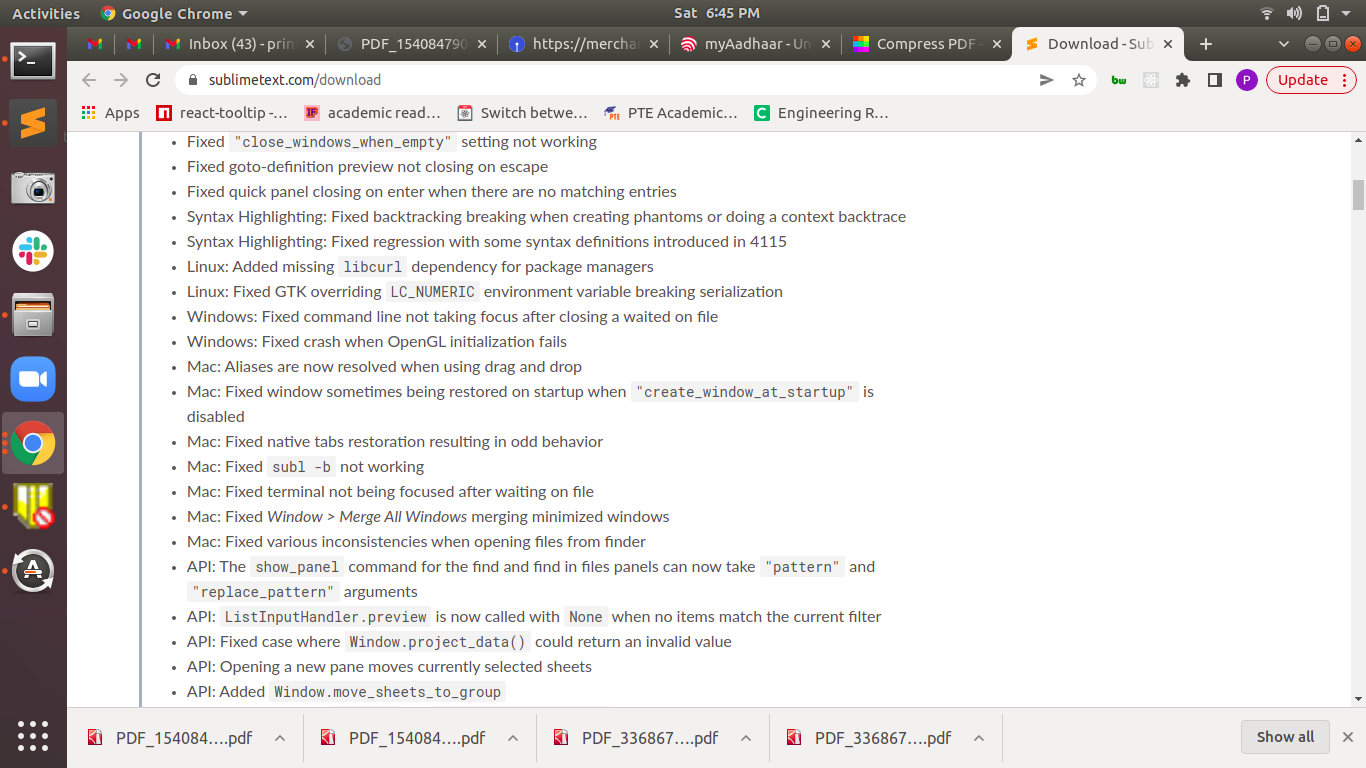 Activities
Google Chrome
Sat 6:45 PM
Inbox (43) - prin
PDF_154084790
https://mercha
myAadhaar - Un
Compress PDF -
Download - Sub
sublimetext.com/download
bw
P
Update
Apps
react-tooltip -...
IF
academic read...
Switch betwe...
PTE
PTE Academic...
C
Engineering R...
• Fixed "close_windows_when_empty" setting not working
• Fixed goto-definition preview not closing on escape
• Fixed quick panel closing on enter when there are no matching entries
• Syntax Highlighting: Fixed backtracking breaking when creating phantoms or doing a context backtrace
• Syntax Highlighting: Fixed regression with some syntax definitions introduced in 4115
• Linux: Added missing libcurl dependency for package managers
• Linux: Fixed GTK overriding LC_NUMERIC environment variable breaking serialization
• Windows: Fixed command line not taking focus after closing a waited on file
• Windows: Fixed crash when OpenGL initialization fails
• Mac: Aliases are now resolved when using drag and drop
• Mac: Fixed window sometimes being restored on startup when "create_window_at_startup" is
disabled
• Mac: Fixed native tabs restoration resulting in odd behavior
• Mac: Fixed subl -b not working
• Mac: Fixed terminal not being focused after waiting on file
• Mac: Fixed Window > Merge All Windows merging minimized windows
• Mac: Fixed various inconsistencies when opening files from finder
• API: The show_panel command for the find and find in files panels can now take "pattern" and
"replace_pattern" arguments
• API: ListInputHandler.preview is now called with None when no items match the current filter
• API: Fixed case where Window.project_data() could return an invalid value
• API: Opening a new pane moves currently selected sheets
• API: Added Window.move_sheets_to_group
PDF_154084....pdf
PDF_154084....pdf
PDF_336867....pdf
PDF_336867....pdf
Show all